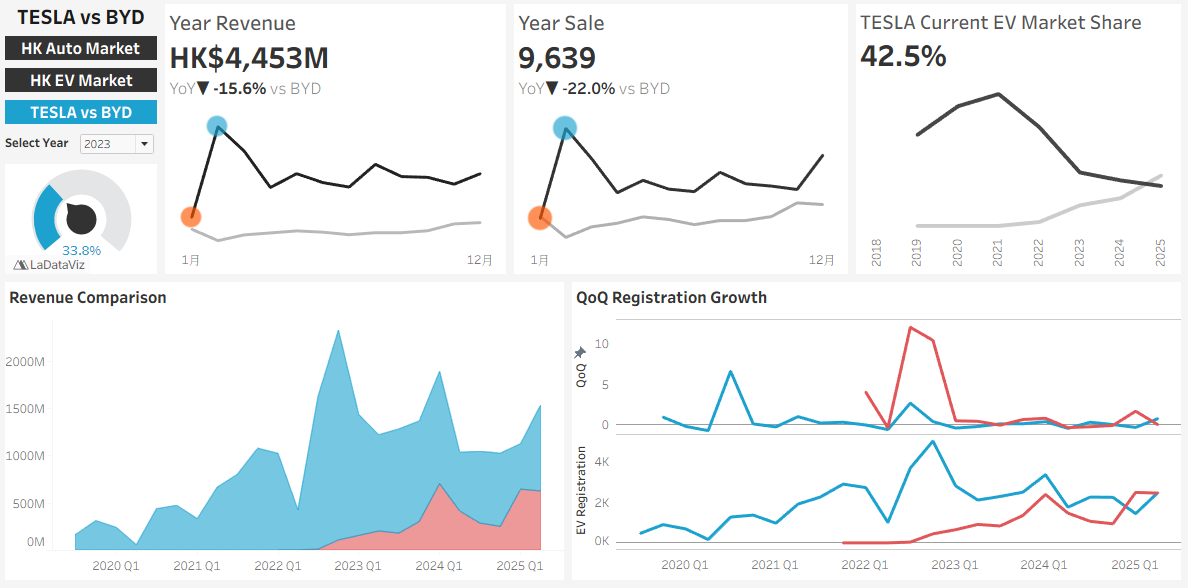 TESLA vs BYD
HK Auto Market
HK EV Market
TESLA vs BYD
Select Year 2023
33.8%
LaDataViz
Year Revenue
HK$4,453M
YoY▼ -15.6% vs BYD
1月 12月
Year Sale
9,639
YoY▼ -22.0% vs BYD
1月 12月
TESLA Current EV Market Share
42.5%
2018 2019 2020 2021 2022 2023 2024 2025
Revenue Comparison
2000M
1500M
1000M
500M
0M
2020 Q1 2021 Q1 2022 Q1 2023 Q1 2024 Q1 2025 Q1
QoQ Registration Growth
QoQ
10
5
0
EV Registration
4K
2K
0K
2020 Q1 2021 Q1 2022 Q1 2023 Q1 2024 Q1 2025 Q1